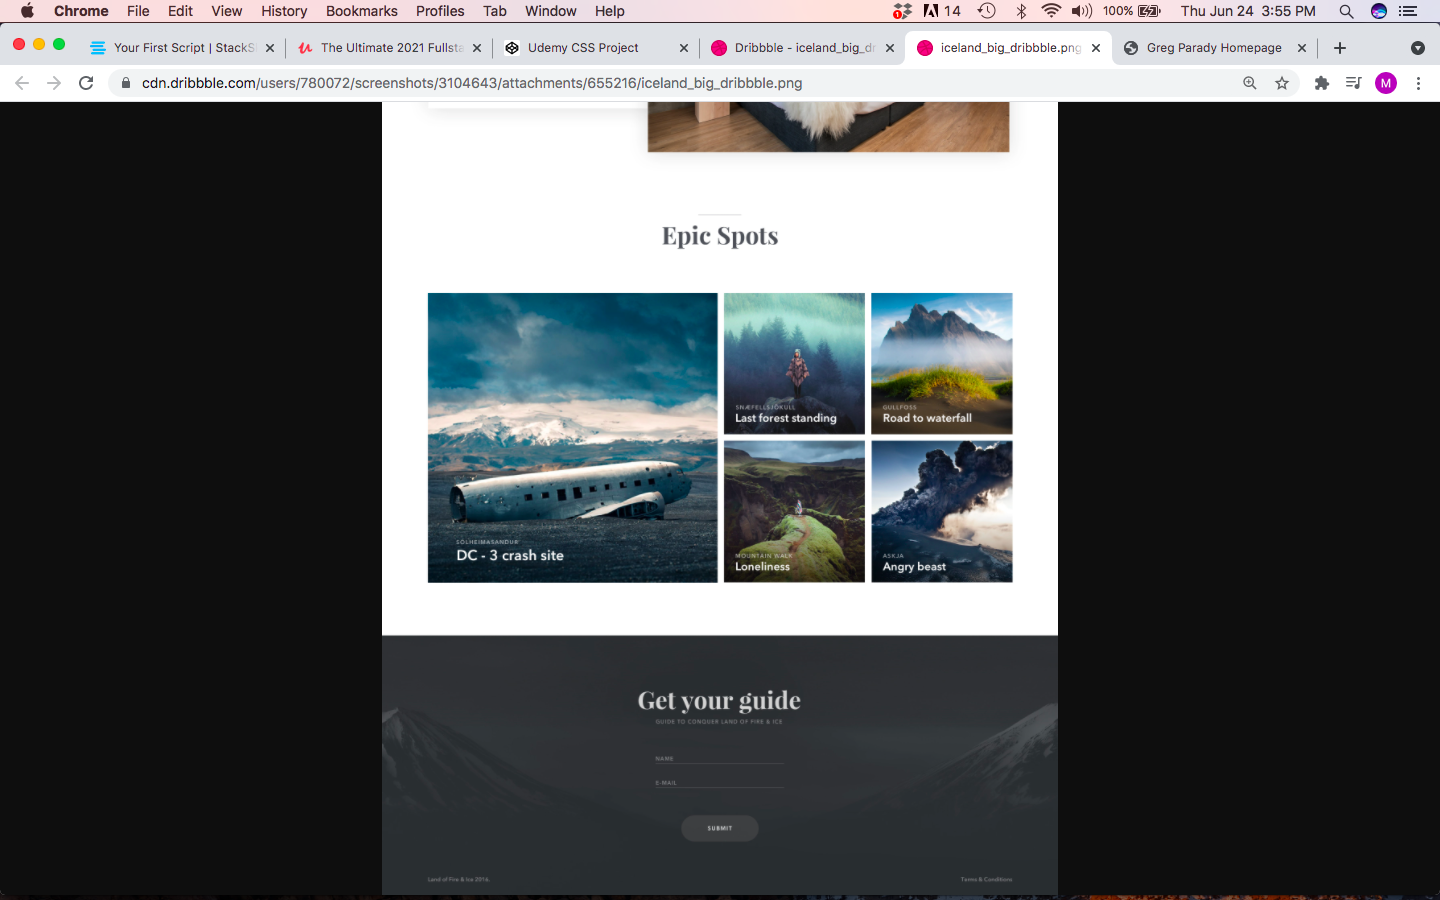 Chrome File Edit View History Bookmarks Profiles Tab Window Help 1 14 100% Thu Jun 24 3:55 PM
Your First Script | StackS
The Ultimate 2021 Fullsta
Udemy CSS Project
Dribbble - iceland_big_dr
iceland_big_dribbble.png
Greg Parady Homepage
cdn.dribbble.com/users/780072/screenshots/3104643/attachments/655216/iceland_big_dribbble.png
M
Epic Spots
SNÆFELLSJÖKULL
Last forest standing
GULLFOSS
Road to waterfall
SÓLHEIMASANDUR
DC - 3 crash site
MOUNTAIN WALK
Loneliness
ASKJA
Angry beast
Get your guide
GUIDE TO CONQUER LAND OF FIRE & ICE
NAME
E-MAIL
SUBMIT
Land of Fire & Ice 2016.
Terms & Conditions